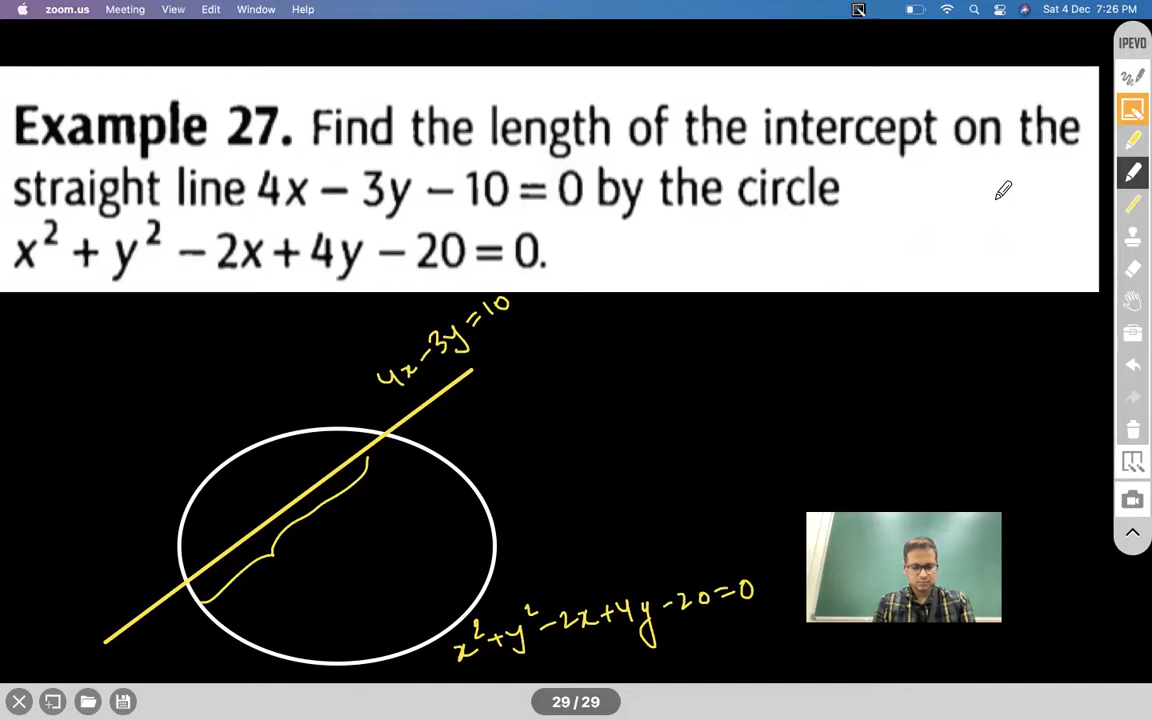 zoom.us Meeting View Edit Window Help Sat 4 Dec 7:26 PM
IPEVO
Example 27. Find the length of the intercept on the
straight line 4x − 3y − 10 = 0 by the circle
x² + y² − 2x + 4y − 20 = 0.
4x-3y=10
x²+y²-2x+4y-20=0
29 / 29